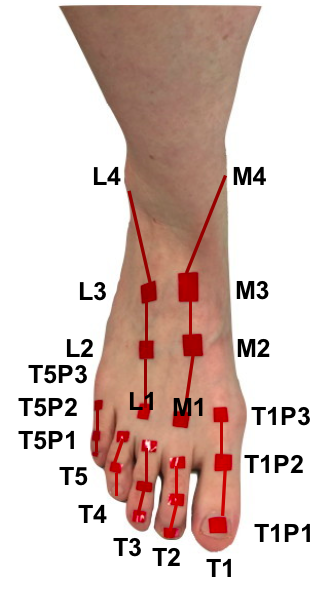 L4 M4
L3 M3
L2 M2
T5P3
T5P2 L1 M1 T1P3
T5P1 T1P2
T5
T4
T3 T2 T1P1
T1